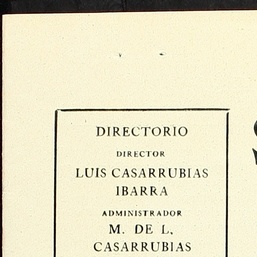 DIRECTORIO
DIRECTOR
LUIS CASARRUBIAS
IBARRA
ADMINISTRADOR
M. DE L.
CASARRUBIAS